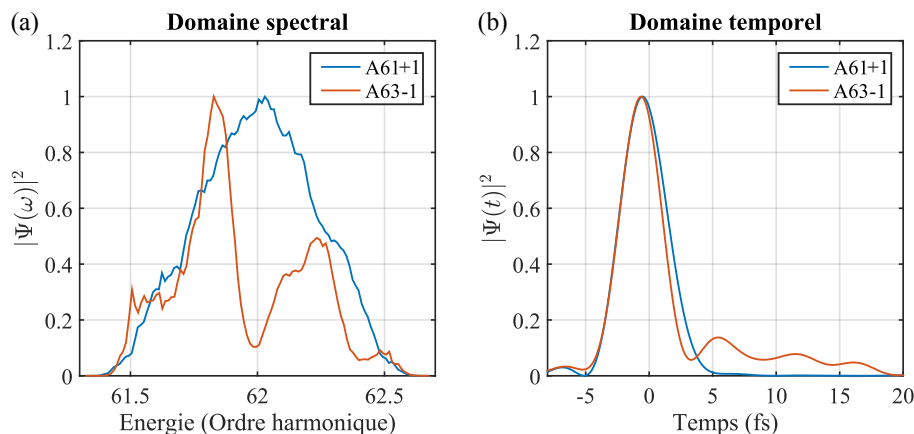 (a)
Domaine spectral
1.2
1
0.8
0.6
0.4
0.2
0
|Ψ(ω)|²
A61+1
A63-1
61.5
62
62.5
Energie (Ordre harmonique)
(b)
Domaine temporel
1.2
1
0.8
0.6
0.4
0.2
0
|Ψ(t)|²
A61+1
A63-1
-5
0
5
10
15
20
Temps (fs)